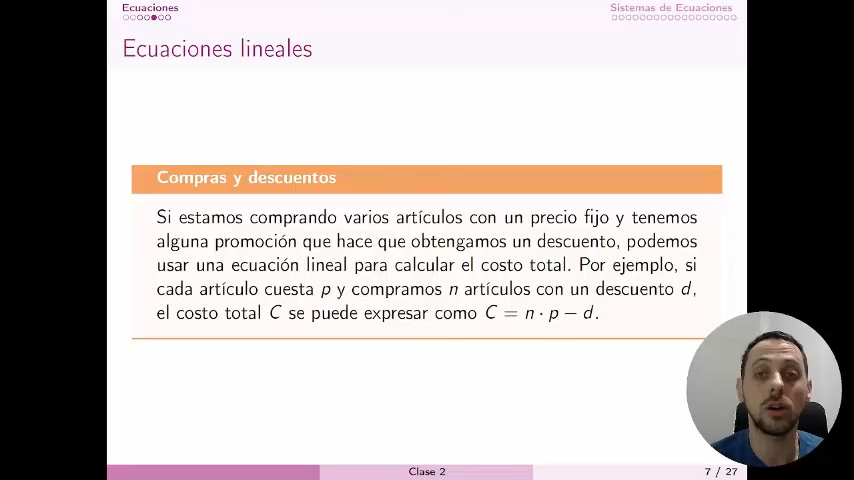 Ecuaciones
Sistemas de Ecuaciones
Ecuaciones lineales
Compras y descuentos
Si estamos comprando varios artículos con un precio fijo y tenemos
alguna promoción que hace que obtengamos un descuento, podemos
usar una ecuación lineal para calcular el costo total. Por ejemplo, si
cada artículo cuesta p y compramos n artículos con un descuento d,
el costo total C se puede expresar como C = n · p − d.
Clase 2
7 / 27